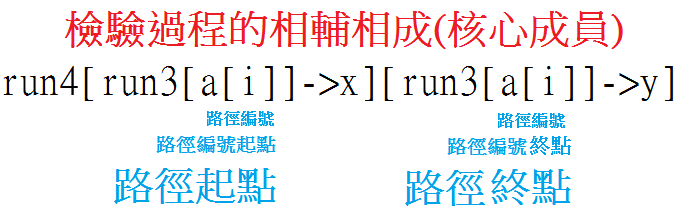 檢驗過程的相輔相成(核心成員)
run4[run3[a[i]]->x][run3[a[i]]->y]
路徑編號 路徑編號
路徑編號起點 路徑編號終點
路徑起點 路徑終點